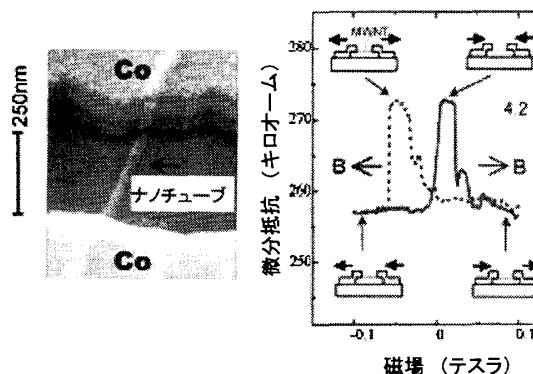 Co
250nm
ナノチューブ
Co
微分抵抗 (キロオーム)
280
270
260
250
MWNT
4.2
B
B
-0.1
0
0.1
磁場 (テスラ)